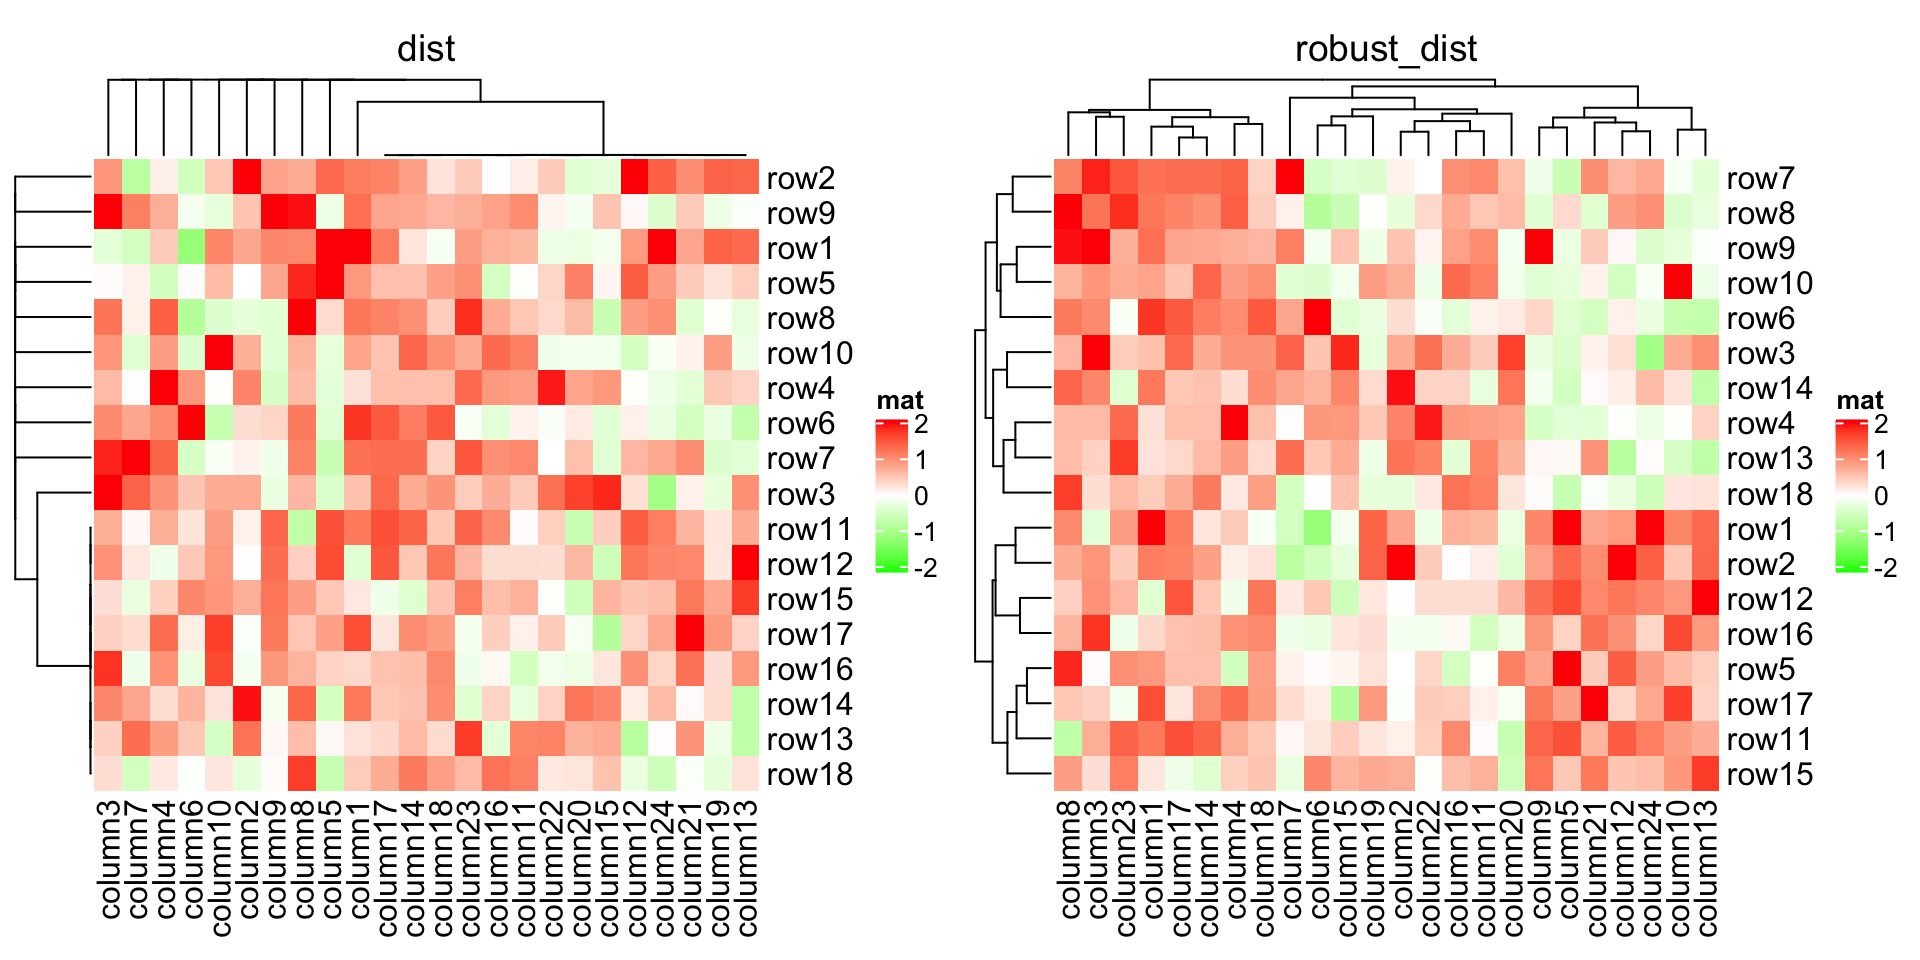 dist
row2
row9
row1
row5
row8
row10
row4
row6
row7
row3
row11
row12
row15
row17
row16
row14
row13
row18
column3
column7
column4
column6
column10
column2
column9
column8
column5
column1
column17
column14
column18
column23
column16
column11
column22
column20
column15
column12
column24
column21
column19
column13
mat
2
1
0
-1
-2
robust_dist
row7
row8
row9
row10
row6
row3
row14
row4
row13
row18
row1
row2
row12
row16
row5
row17
row11
row15
column8
column3
column23
column1
column17
column14
column4
column18
column7
column6
column15
column19
column2
column22
column16
column11
column20
column9
column5
column21
column12
column24
column10
column13
mat
2
1
0
-1
-2